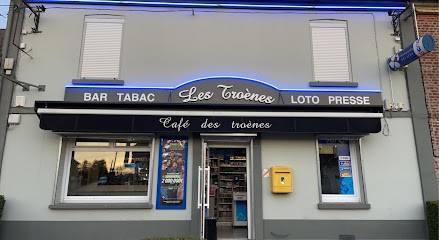 BAR TABAC Les Troènes LOTO PRESSE
Café des troènes